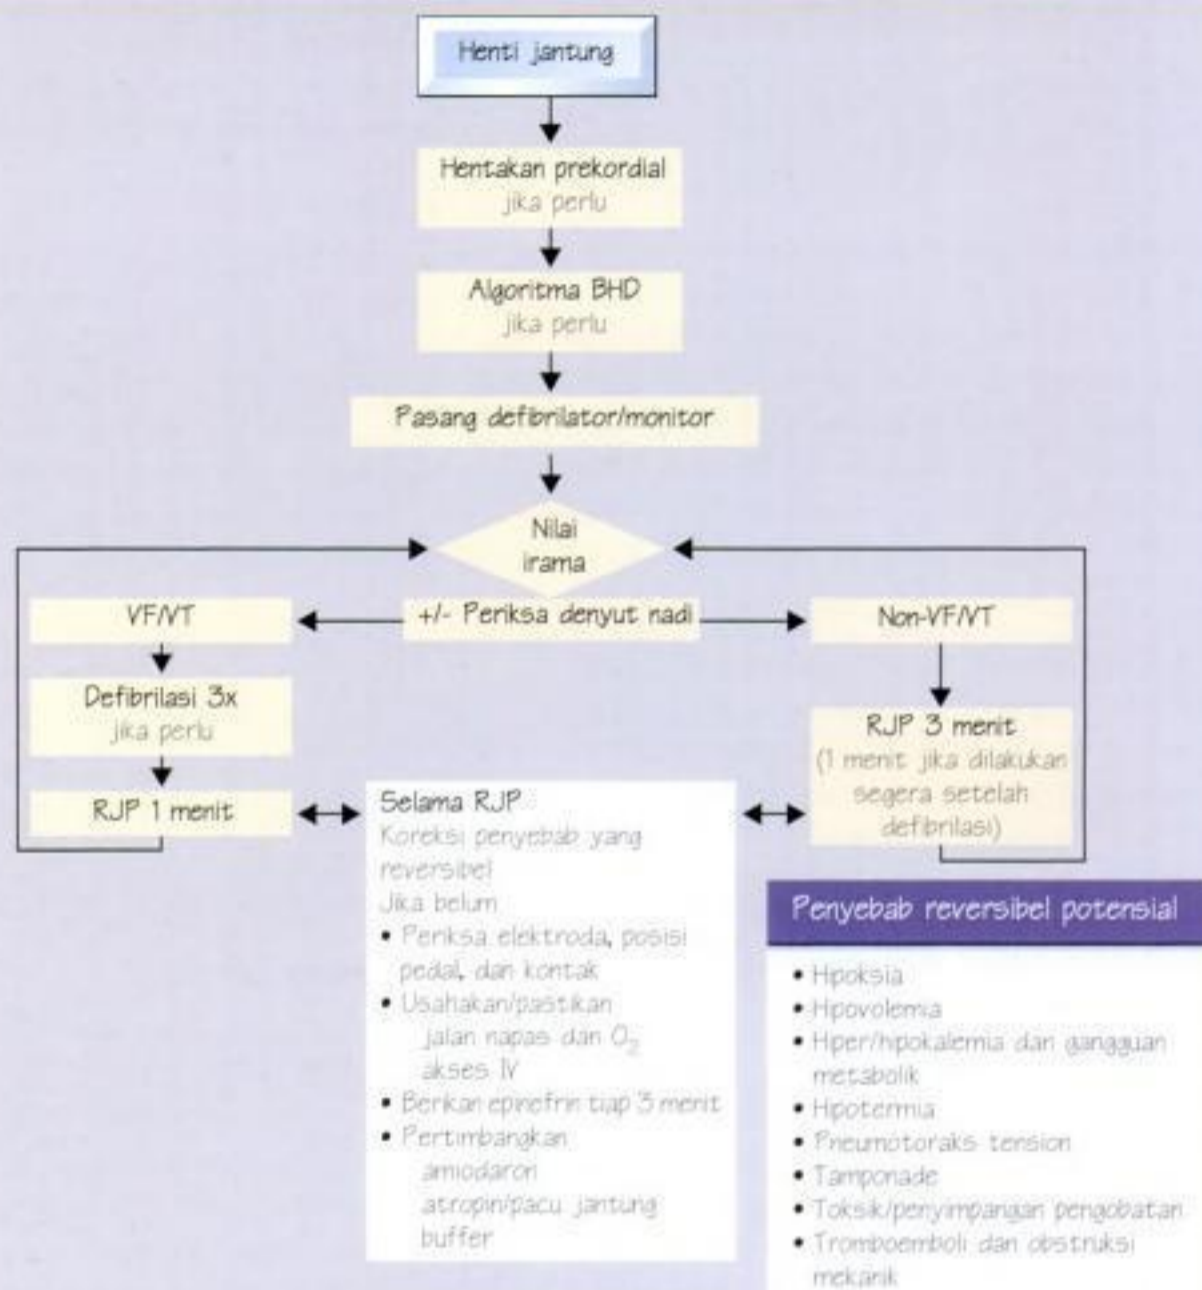 Henti jantung
Hentakan prekordial
jika perlu
Algoritma BHD
jika perlu
Pasang defibrilator/monitor
Nilai
irama
+/- Periksa denyut nadi
VF/VT
Defibrilasi 3x
jika perlu
RJP 1 menit
Non-VF/VT
RJP 3 menit
(1 menit jika dilakukan
segera setelah
defibrilasi)
Selama RJP
Koreksi penyebab yang
reversibel
Jika belum
• Periksa elektroda, posisi
pedal, dan kontak
• Usahakan/pastikan
jalan napas dan O₂
akses IV
• Berikan epinefrin tiap 3 menit
• Pertimbangkan
amiodaron
atropin/pacu jantung
buffer
Penyebab reversibel potensial
• Hipoksia
• Hipovolemia
• Hiper/hipokalemia dan gangguan
metabolik
• Hipotermia
• Pneumotoraks tension
• Tamponade
• Toksik/penyimpangan pengobatan
• Tromboemboli dan obstruksi
mekanik